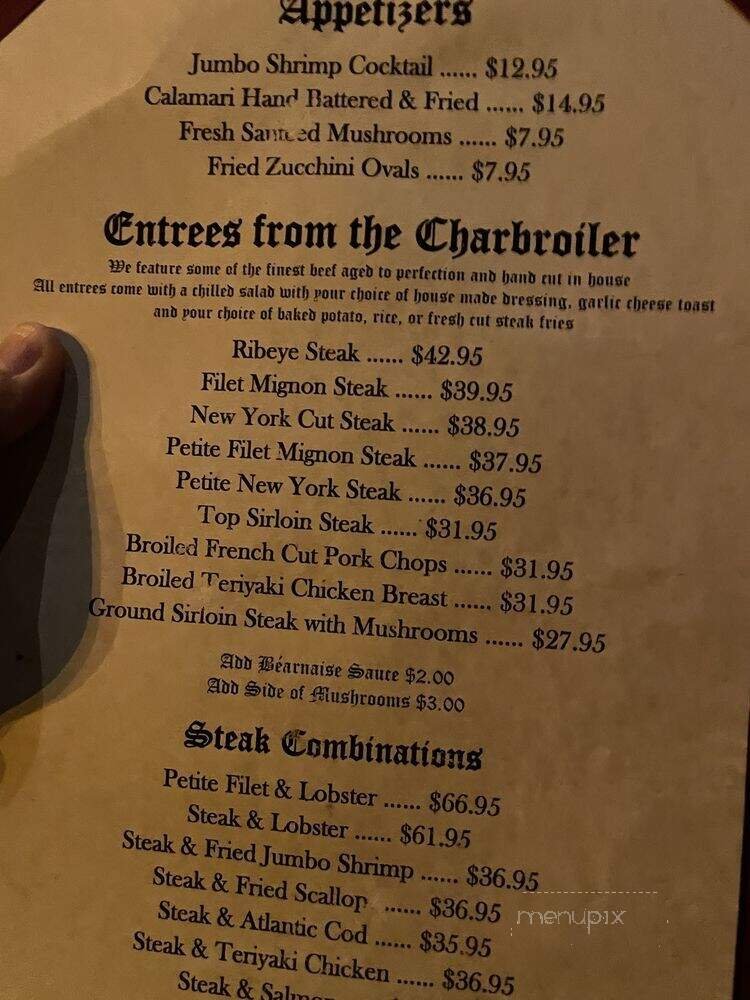 Appetizers
Jumbo Shrimp Cocktail ...... $12.95
Calamari Hand Battered & Fried ...... $14.95
Fresh Sauteed Mushrooms ...... $7.95
Fried Zucchini Ovals ...... $7.95
Entrees from the Charbroiler
We feature some of the finest beef aged to perfection and hand cut in house
All entrees come with a chilled salad with your choice of house made dressing, garlic cheese toast
and your choice of baked potato, rice, or fresh cut steak fries
Ribeye Steak ...... $42.95
Filet Mignon Steak ...... $39.95
New York Cut Steak ...... $38.95
Petite Filet Mignon Steak ...... $37.95
Petite New York Steak ...... $36.95
Top Sirloin Steak ...... $31.95
Broiled French Cut Pork Chops ...... $31.95
Broiled Teriyaki Chicken Breast ...... $31.95
Ground Sirloin Steak with Mushrooms ...... $27.95
Add Béarnaise Sauce $2.00
Add Side of Mushrooms $3.00
Steak Combinations
Petite Filet & Lobster ...... $66.95
Steak & Lobster ...... $61.95
Steak & Fried Jumbo Shrimp ...... $36.95
Steak & Fried Scallop ...... $36.95
Steak & Atlantic Cod ...... $35.95
Steak & Teriyaki Chicken ...... $36.95
Steak & Salmon
menupix